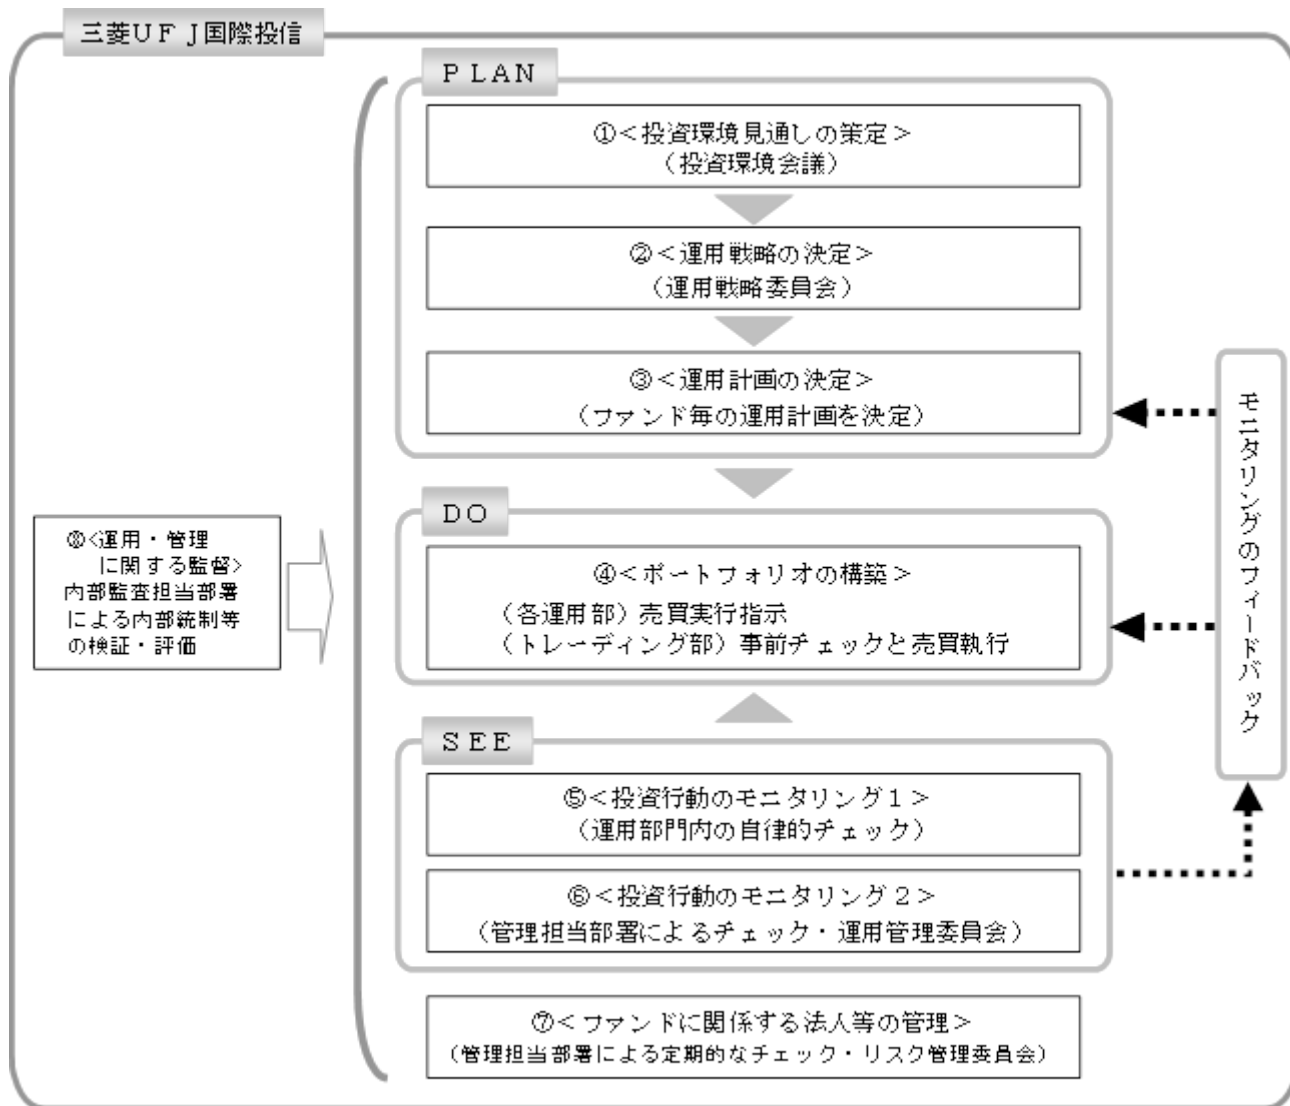 三菱ＵＦＪ国際投信
ＰＬＡＮ
①＜投資環境見通しの策定＞
（投資環境会議）
②＜運用戦略の決定＞
（運用戦略委員会）
③＜運用計画の決定＞
（ファンド毎の運用計画を決定）
ＤＯ
④＜ポートフォリオの構築＞
（各運用部）売買実行指示
（トレーディング部）事前チェックと売買執行
ＳＥＥ
⑤＜投資行動のモニタリング１＞
（運用部門内の自律的チェック）
⑥＜投資行動のモニタリング２＞
（管理担当部署によるチェック・運用管理委員会）
⑦＜ファンドに関係する法人等の管理＞
（管理担当部署による定期的なチェック・リスク管理委員会）
⑧＜運用・管理
に関する監督＞
内部監査担当部署
による内部統制等
の検証・評価
モニタリングのフィードバック